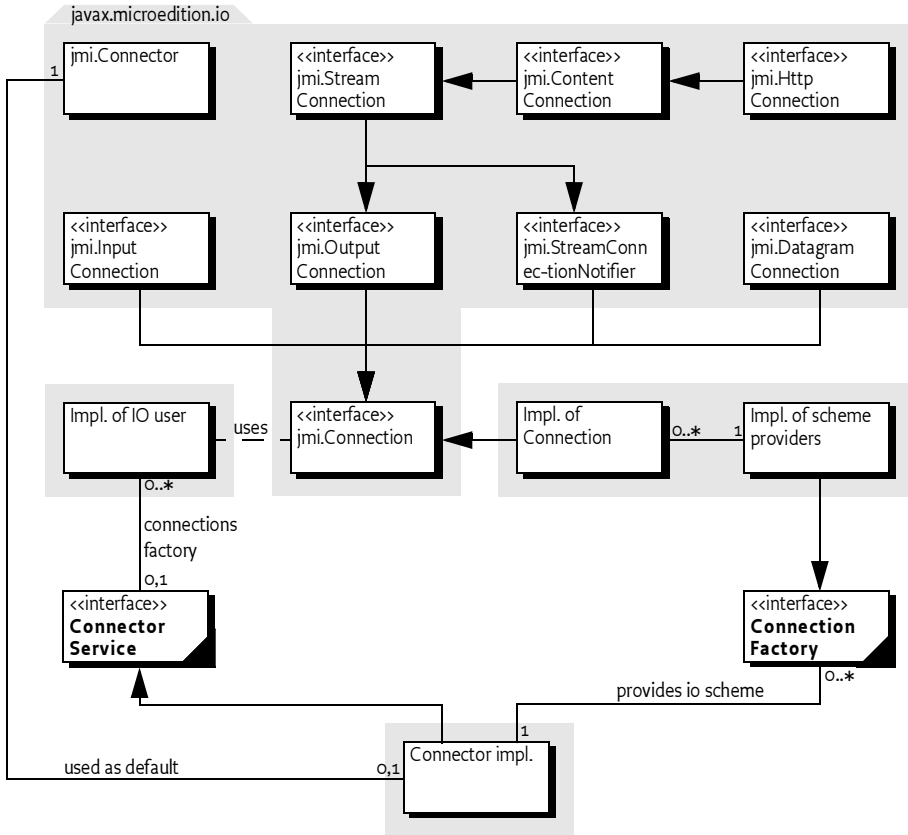 javax.microedition.io
jmi.Connector
1
<<interface>>
jmi.Stream
Connection
<<interface>>
jmi.Content
Connection
<<interface>>
jmi.Http
Connection
<<interface>>
jmi.Input
Connection
<<interface>>
jmi.Output
Connection
<<interface>>
jmi.StreamConn
ec-tionNotifier
<<interface>>
jmi.Datagram
Connection
Impl. of IO user
uses
<<interface>>
jmi.Connection
Impl. of
Connection
0..*
1
Impl. of scheme
providers
0..*
connections
factory
0,1
<<interface>>
Connector
Service
<<interface>>
Connection
Factory
0..*
provides io scheme
1
Connector impl.
used as default
0,1